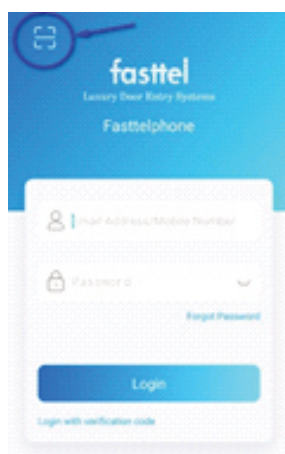 fasttel
Luxury Door Entry Systems
Fasttelphone
Email Address/Mobile Number
Password
Forgot Password
Login
Login with verification code